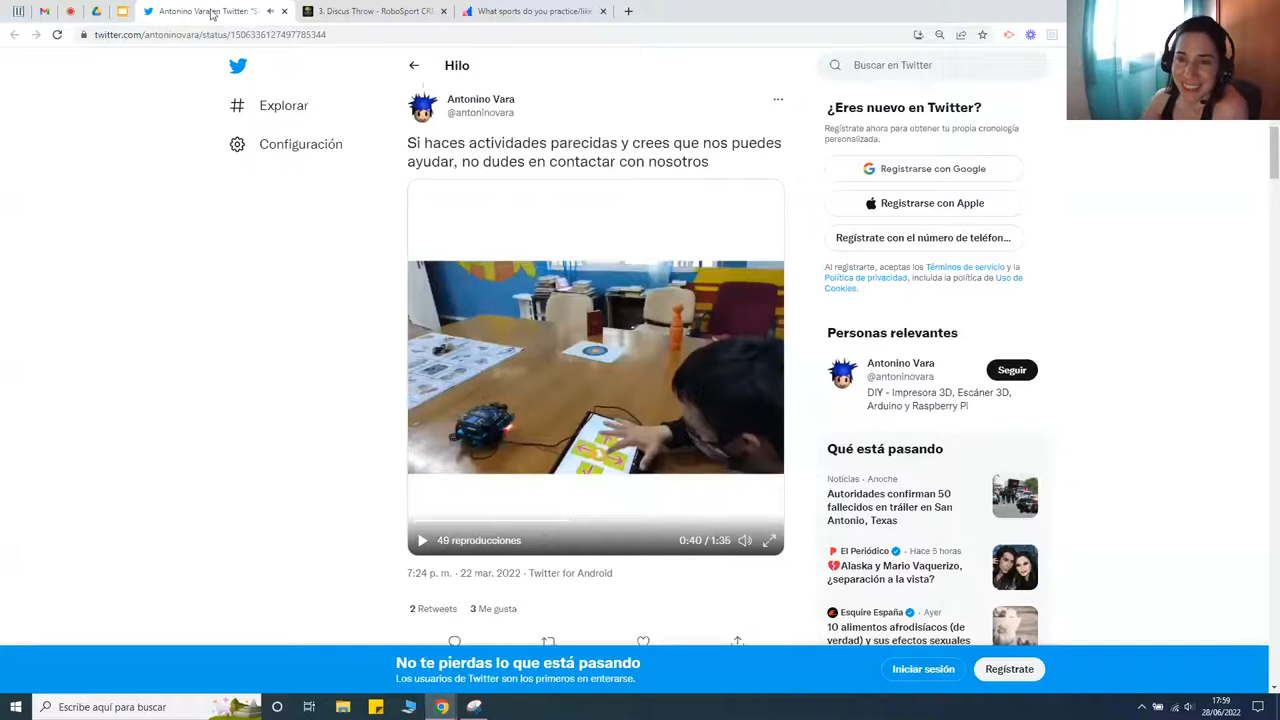 Antonino Vara en Twitter: "S
3. Discus Throw - RoboSport CR
What sports do you practice/like
twitter.com/antoninovara/status/1506336127497785344
Explorar
Configuración
Hilo
Antonino Vara
@antoninovara
Si haces actividades parecidas y crees que nos puedes
ayudar, no dudes en contactar con nosotros
49 reproducciones
0:40 / 1:35
7:24 p. m. · 22 mar. 2022 · Twitter for Android
2 Retweets 3 Me gusta
Buscar en Twitter
¿Eres nuevo en Twitter?
Regístrate ahora para obtener tu propia cronología
personalizada.
Registrarse con Google
Registrarse con Apple
Regístrate con el número de teléfon...
Al registrarte, aceptas los Términos de servicio y la
Política de privacidad, incluida la política de Uso de
Cookies.
Personas relevantes
Antonino Vara
@antoninovara
Seguir
DIY - Impresora 3D, Escáner 3D,
Arduino y Raspberry Pi
Qué está pasando
Noticias · Anoche
Autoridades confirman 50
fallecidos en tráiler en San
Antonio, Texas
El Periódico · Hace 5 horas
💔Alaska y Mario Vaquerizo,
¿separación a la vista?
Esquire España · Ayer
10 alimentos afrodisíacos (de
verdad) y sus efectos sexuales
No te pierdas lo que está pasando
Los usuarios de Twitter son los primeros en enterarse.
Iniciar sesión
Regístrate
Escribe aquí para buscar
17:59
28/06/2022